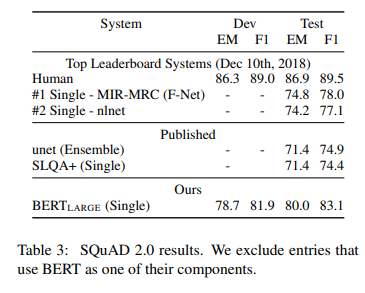 System Dev Test
EM F1 EM F1
Top Leaderboard Systems (Dec 10th, 2018)
Human 86.3 89.0 86.9 89.5
#1 Single - MIR-MRC (F-Net) - - 74.8 78.0
#2 Single - nlnet - - 74.2 77.1
Published
unet (Ensemble) - - 71.4 74.9
SLQA+ (Single) - 71.4 74.4
Ours
BERTLARGE (Single) 78.7 81.9 80.0 83.1
Table 3: SQuAD 2.0 results. We exclude entries that
use BERT as one of their components.